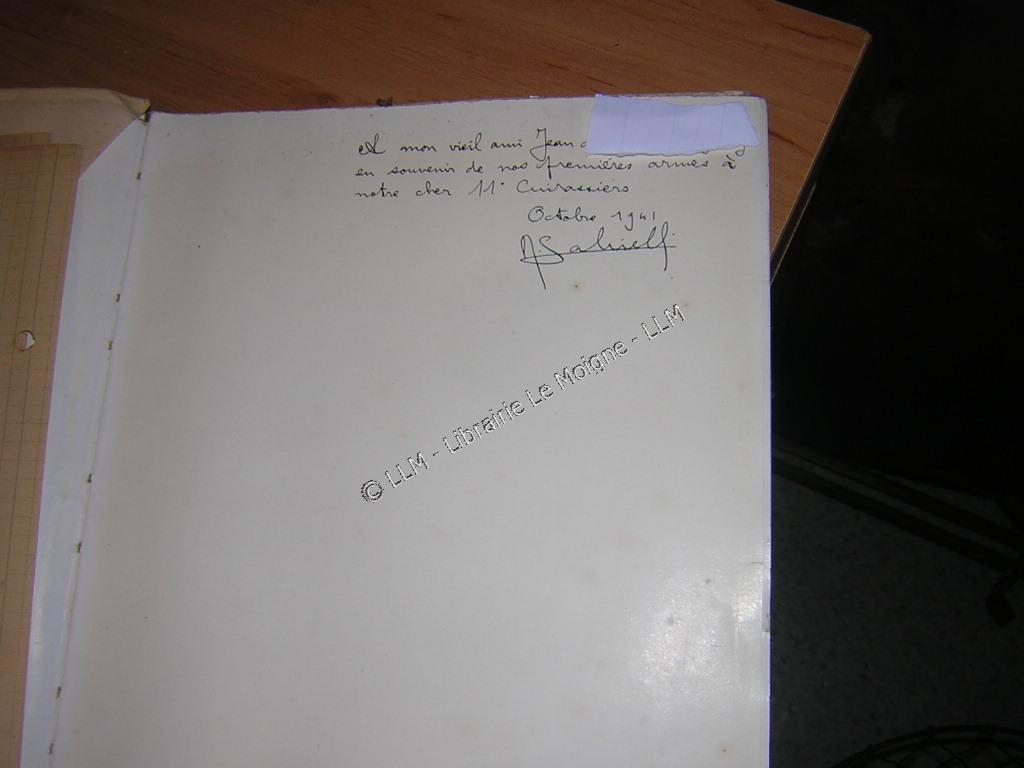 A mon vieil ami Jean
en souvenir de nos premières armes à
notre cher 11e Cuirassiers
Octobre 1941
© LLM - Librairie Le Moigne - LLM